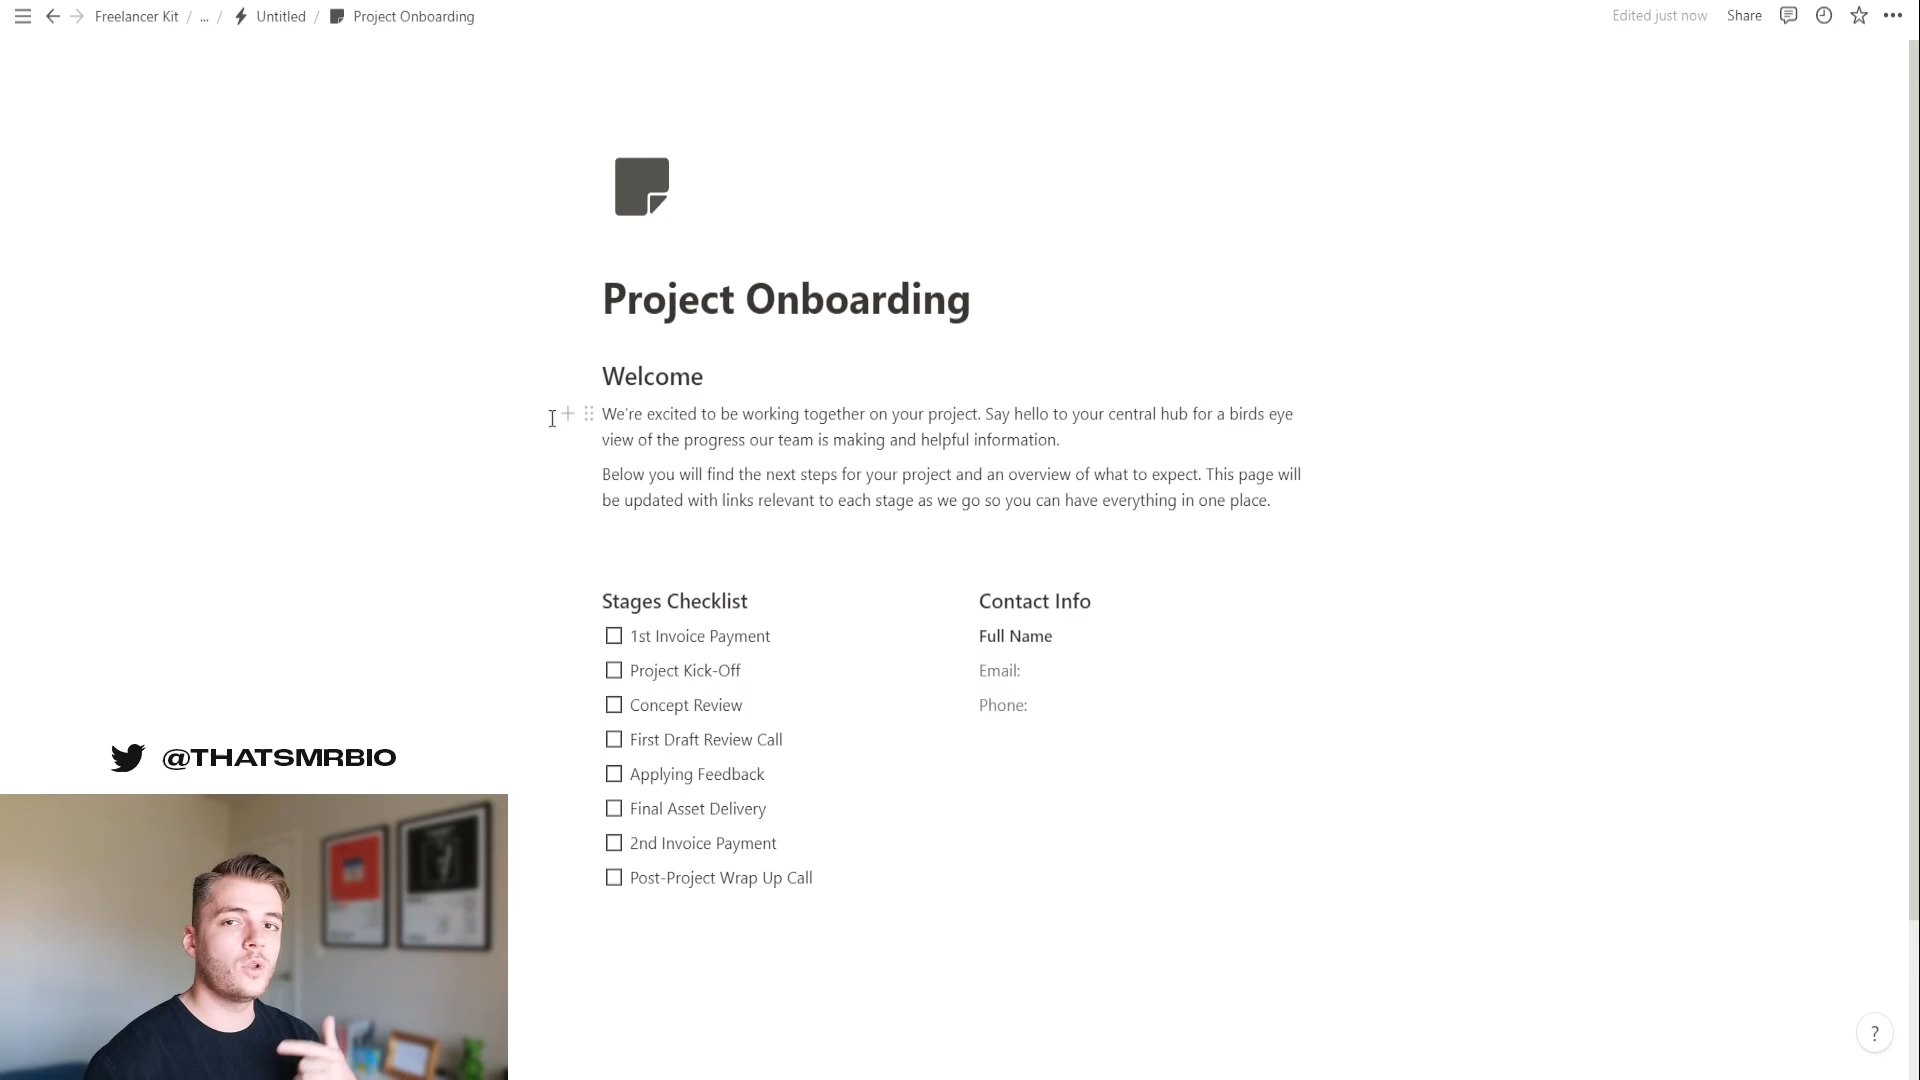 Freelancer Kit / ... / Untitled / Project Onboarding
Edited just now Share
Project Onboarding
Welcome
We're excited to be working together on your project. Say hello to your central hub for a birds eye
view of the progress our team is making and helpful information.
Below you will find the next steps for your project and an overview of what to expect. This page will
be updated with links relevant to each stage as we go so you can have everything in one place.
Stages Checklist
1st Invoice Payment
Project Kick-Off
Concept Review
First Draft Review Call
Applying Feedback
Final Asset Delivery
2nd Invoice Payment
Post-Project Wrap Up Call
Contact Info
Full Name
Email:
Phone:
@THATSMRBIO
?